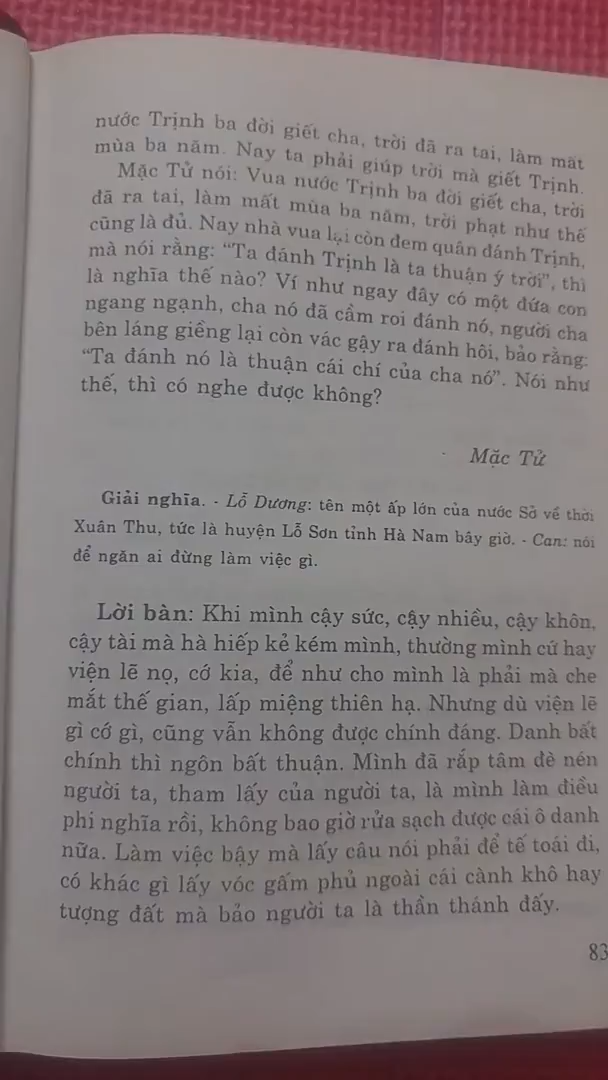 nước Trịnh ba đời giết cha, trời đã ra tai, làm mất
mùa ba năm. Nay ta phải giúp trời mà giết Trịnh.
Mặc Tử nói: Vua nước Trịnh ba đời giết cha, trời
đã ra tai, làm mất mùa ba năm, trời phạt như thế
cũng là đủ. Nay nhà vua lại còn đem quân đánh Trịnh,
mà nói rằng: “Ta đánh Trịnh là ta thuận ý trời”, thì
là nghĩa thế nào? Ví như ngay đây có một đứa con
ngang ngạnh, cha nó đã cầm roi đánh nó, người cha
bên láng giềng lại còn vác gậy ra đánh hôi, bảo rằng:
“Ta đánh nó là thuận cái chí của cha nó”. Nói như
thế, thì có nghe được không?
Mặc Tử
Giải nghĩa. - Lỗ Dương: tên một ấp lớn của nước Sở về thời
Xuân Thu, tức là huyện Lỗ Sơn tỉnh Hà Nam bây giờ. - Can: nói
để ngăn ai đừng làm việc gì.
Lời bàn: Khi mình cậy sức, cậy nhiều, cậy khôn,
cậy tài mà hà hiếp kẻ kém mình, thường mình cứ hay
viện lẽ nọ, cớ kia, để như cho mình là phải mà che
mắt thế gian, lấp miệng thiên hạ. Nhưng dù viện lẽ
gì cớ gì, cũng vẫn không được chính đáng. Danh bất
chính thì ngôn bất thuận. Mình đã rắp tâm đè nén
người ta, tham lấy của người ta, là mình làm điều
phi nghĩa rồi, không bao giờ rửa sạch được cái ô danh
nữa. Làm việc bậy mà lấy câu nói phải để tế toái đi,
có khác gì lấy vóc gấm phủ ngoài cái cành khô hay
tượng đất mà bảo người ta là thần thánh đấy.
83